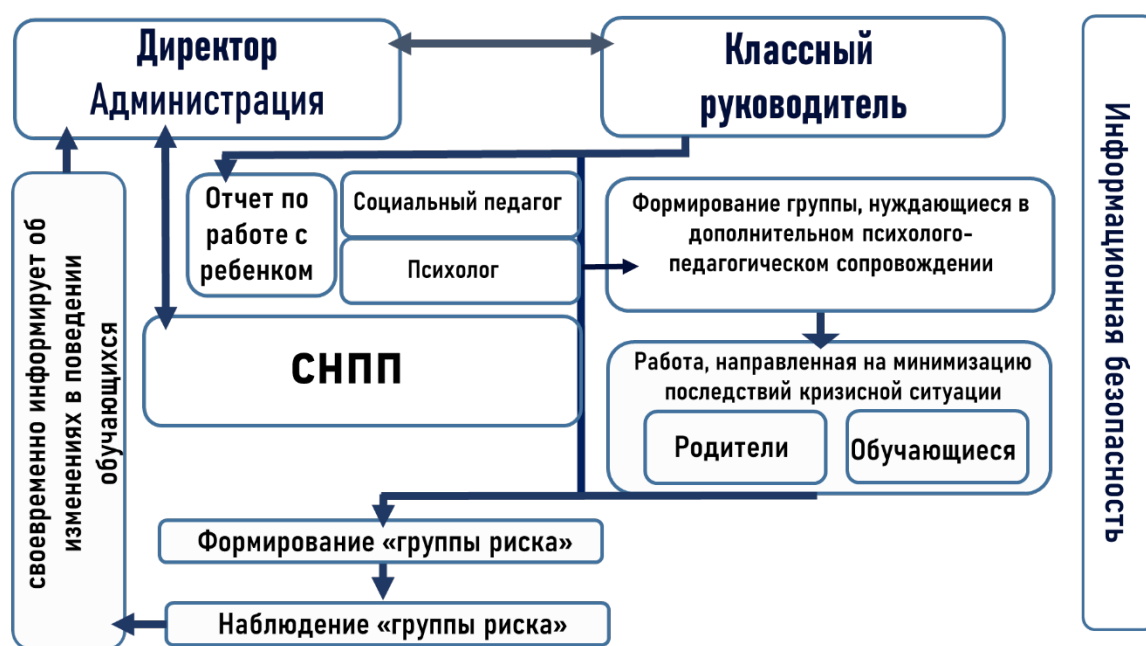 Директор
Администрация
Классный
руководитель
Отчет по
работе с
ребенком
Социальный педагог
Психолог
Формирование группы, нуждающиеся в
дополнительном психолого-
педагогическом сопровождении
СНПП
Работа, направленная на минимизацию
последствий кризисной ситуации
Родители
Обучающиеся
Формирование «группы риска»
Наблюдение «группы риска»
своевременно информирует об
изменениях в поведении
обучающихся
Информационная безопасность